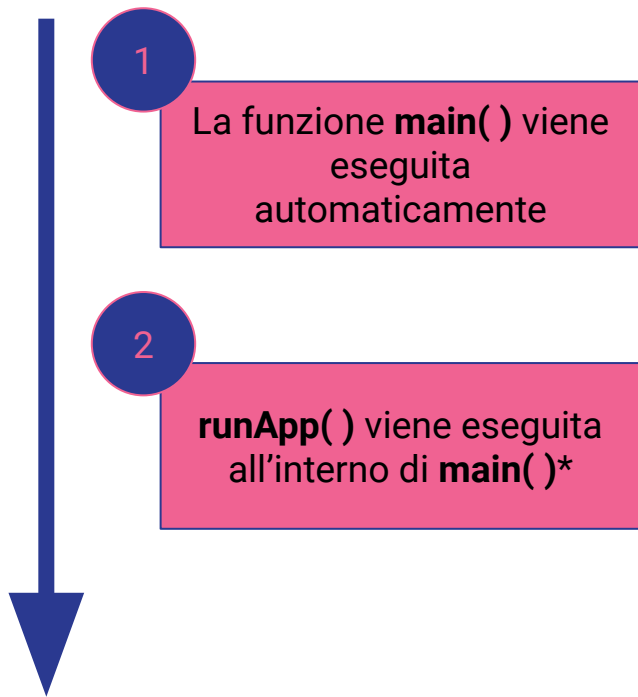 1
La funzione main( ) viene
eseguita
automaticamente
2
runApp( ) viene eseguita
all’interno di main( )*